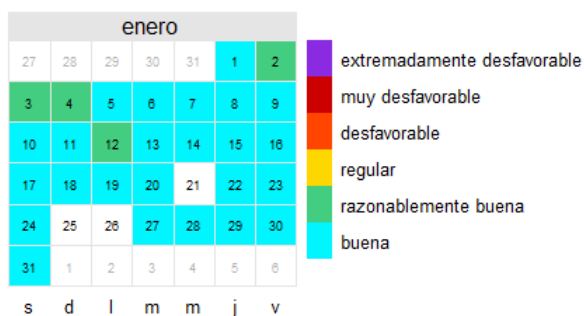 enero
27 28 29 30 31 1 2
3 4 5 6 7 8 9
10 11 12 13 14 15 16
17 18 19 20 21 22 23
24 25 26 27 28 29 30
31 1 2 3 4 5 6
s d l m m j v
extremadamente desfavorable
muy desfavorable
desfavorable
regular
razonablemente buena
buena